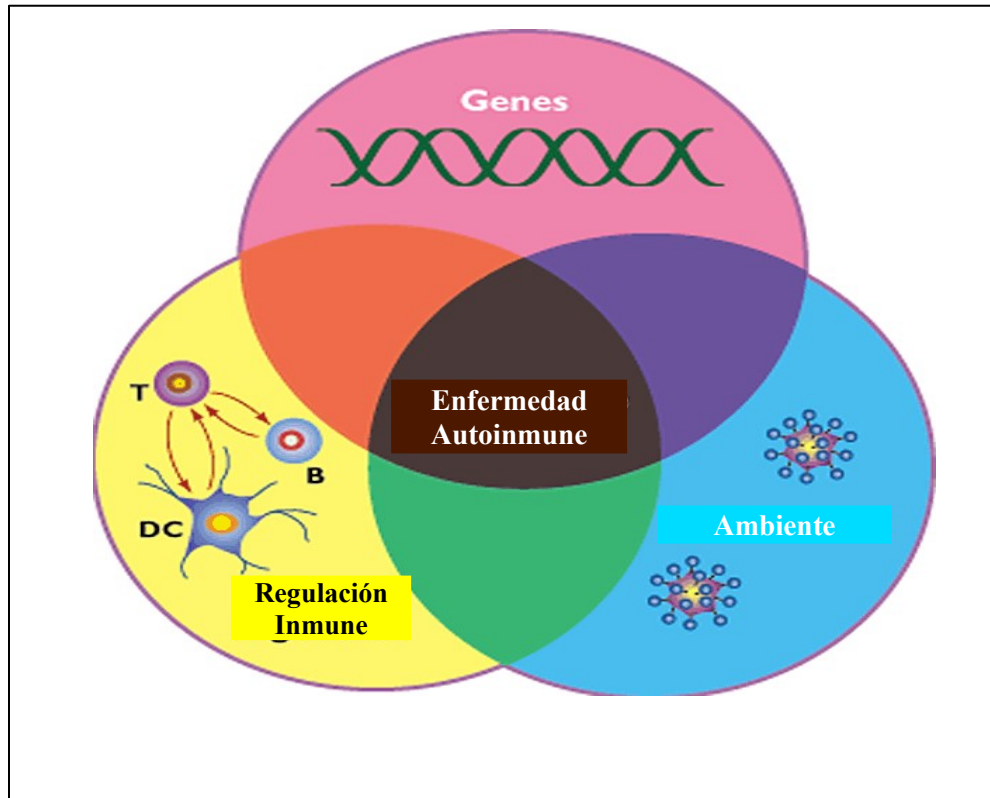 Genes
T
B
DC
Enfermedad
Autoinmune
Ambiente
Regulación
Inmune